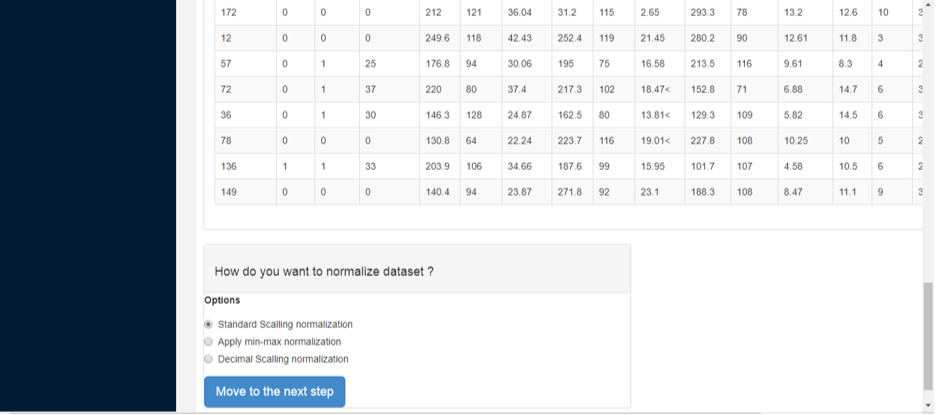 172 0 0 0 212 121 36.04 31.2 115 2.65 293.3 78 13.2 12.6 10
12 0 0 0 249.6 118 42.43 252.4 119 21.45 280.2 90 12.61 11.8 3
57 0 1 25 176.8 94 30.06 195 75 16.58 213.5 116 9.61 8.3 4
72 0 1 37 220 80 37.4 217.3 102 18.47< 152.8 71 6.88 14.7 6
36 0 1 30 146.3 128 24.87 162.5 80 13.81< 129.3 109 5.82 14.5 6
78 0 0 0 130.8 64 22.24 223.7 116 19.01< 227.8 108 10.25 10 5
136 1 1 33 203.9 106 34.66 187.6 99 15.95 101.7 107 4.58 10.5 6
149 0 0 0 140.4 94 23.87 271.8 92 23.1 188.3 108 8.47 11.1 9
How do you want to normalize dataset ?
Options
Standard Scalling normalization
Apply min-max normalization
Decimal Scalling normalization
Move to the next step